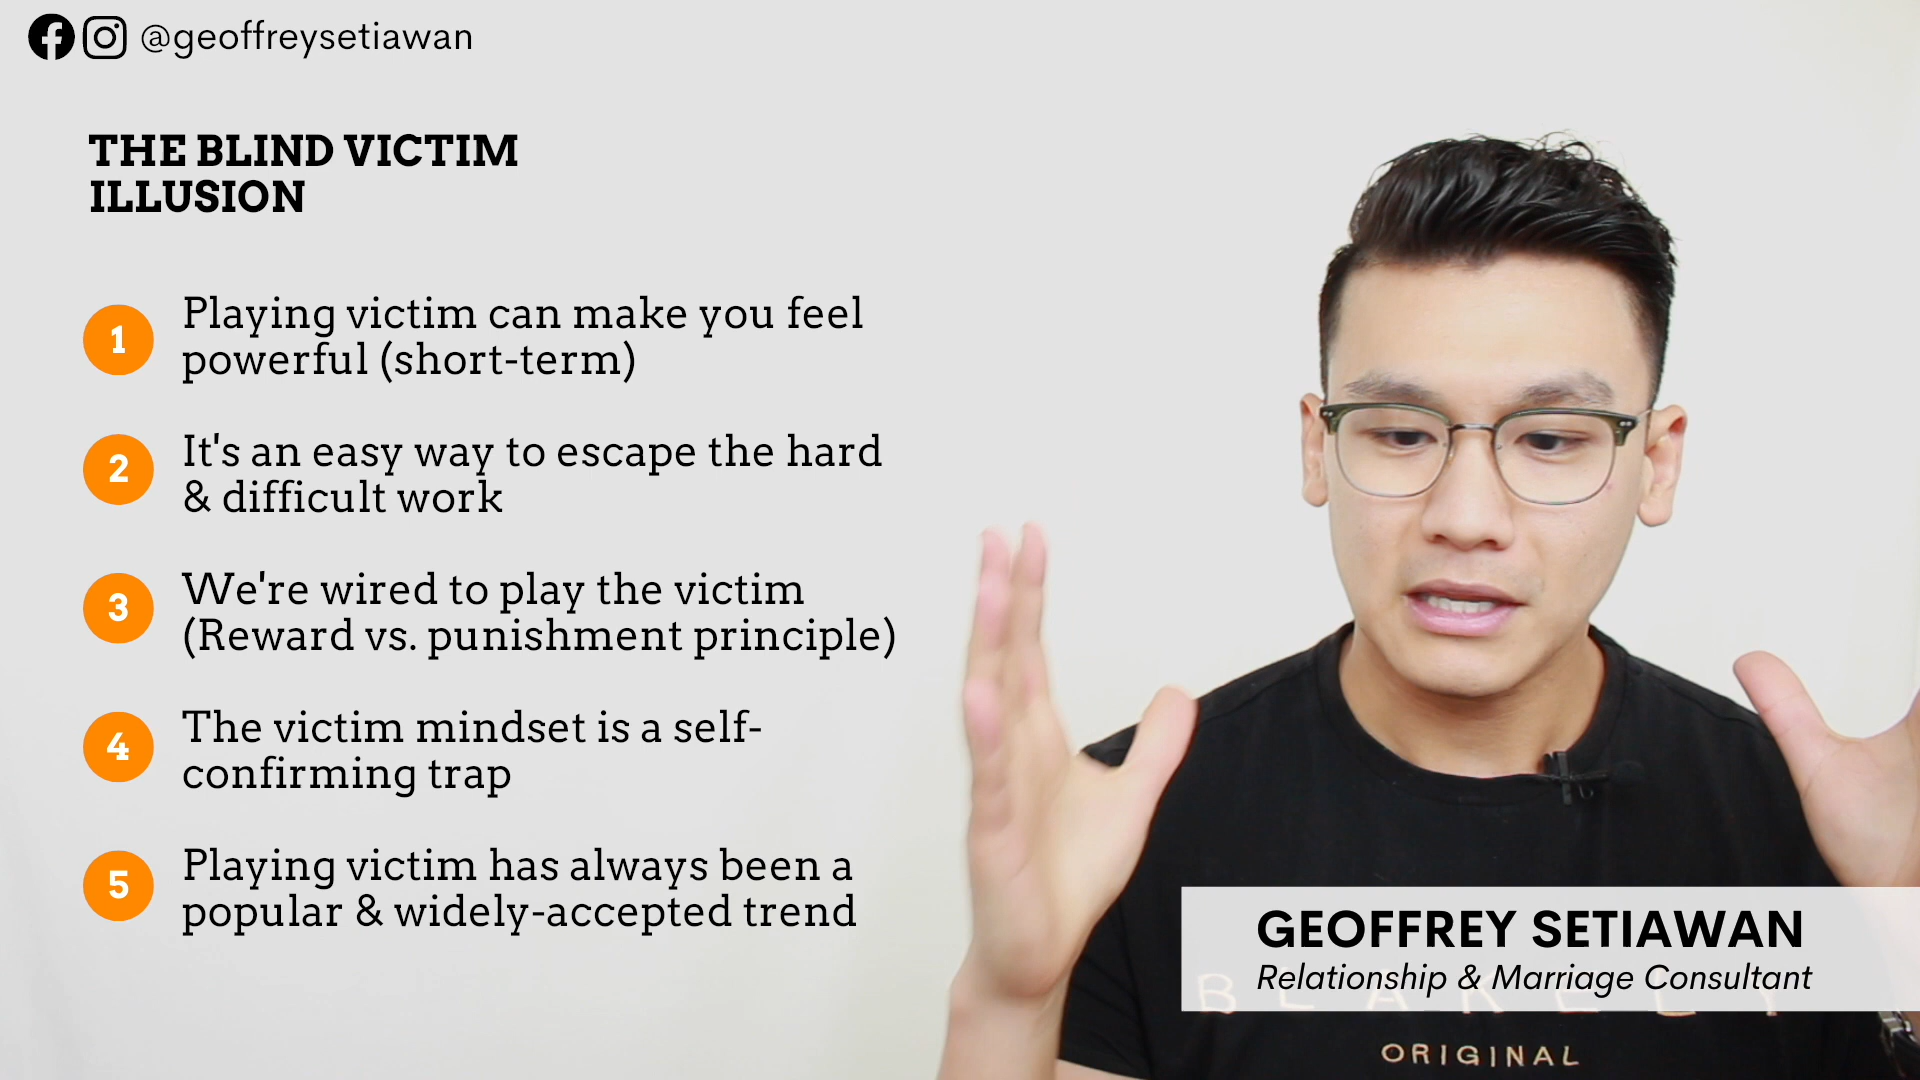 @geoffreysetiawan
THE BLIND VICTIM
ILLUSION
1
Playing victim can make you feel
powerful (short-term)
2
It's an easy way to escape the hard
& difficult work
3
We're wired to play the victim
(Reward vs. punishment principle)
4
The victim mindset is a self-
confirming trap
5
Playing victim has always been a
popular & widely-accepted trend
GEOFFREY SETIAWAN
Relationship & Marriage Consultant
BLAKELY
ORIGINAL